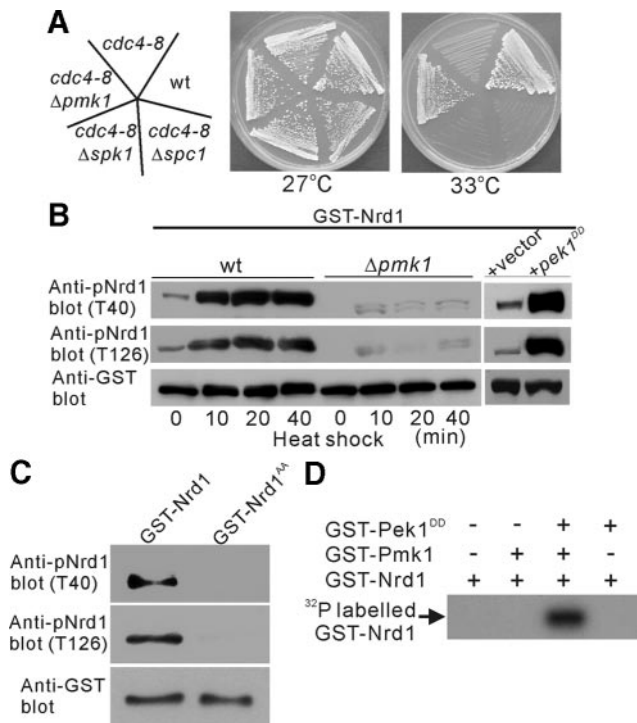 A
cdc4-8
wt
cdc4-8
Δpmk1
cdc4-8
Δspk1
cdc4-8
Δspc1
27°C
33°C
B
GST-Nrd1
wt
Δpmk1
+vector
+pek1ᴰᴰ
Anti-pNrd1
blot (T40)
Anti-pNrd1
blot (T126)
Anti-GST
blot
0 10 20 40 0 10 20 40
Heat shock (min)
C
GST-Nrd1
GST-Nrd1ᴬᴬ
Anti-pNrd1
blot (T40)
Anti-pNrd1
blot (T126)
Anti-GST
blot
D
GST-Pek1ᴰᴰ - - + +
GST-Pmk1 - + + -
GST-Nrd1 + + + +
³²P labelled
GST-Nrd1